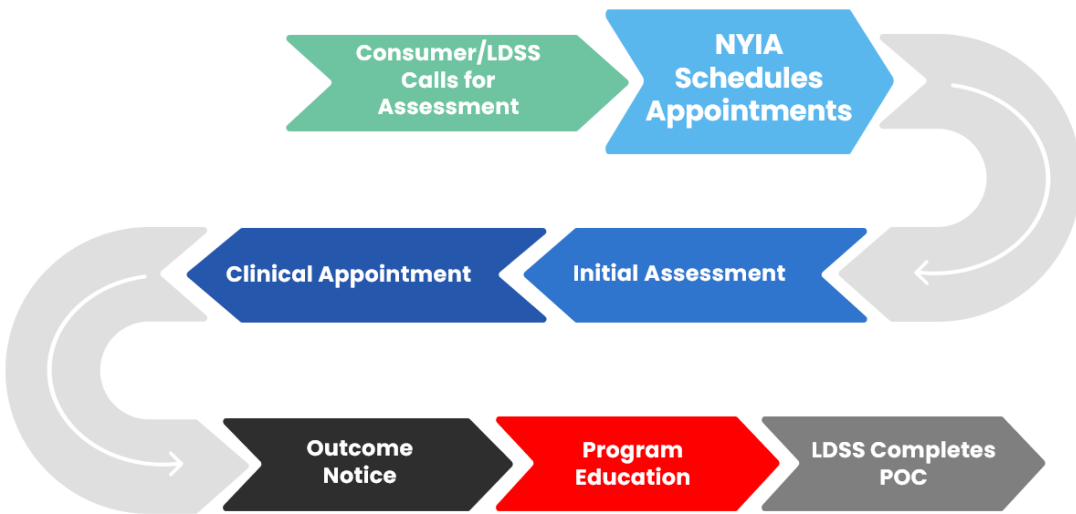 Consumer/LDSS
Calls for
Assessment
NYIA
Schedules
Appointments
Initial Assessment
Clinical Appointment
Outcome
Notice
Program
Education
LDSS Completes
POC